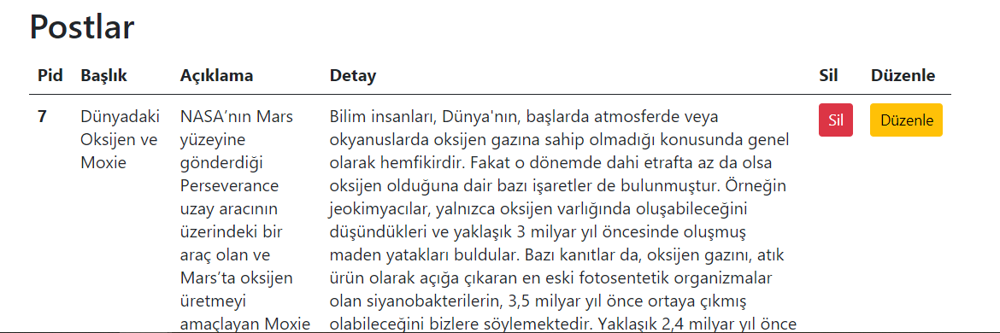 Postlar
Pid Başlık Açıklama Detay Sil Düzenle
7
Dünyadaki
Oksijen ve
Moxie
NASA’nın Mars
yüzeyine
gönderdiği
Perseverance
uzay aracının
üzerindeki bir
araç olan ve
Mars’ta oksijen
üretmeyi
amaçlayan Moxie
Bilim insanları, Dünya'nın, başlarda atmosferde veya
okyanuslarda oksijen gazına sahip olmadığı konusunda genel
olarak hemfikirdir. Fakat o dönemde dahi etrafta az da olsa
oksijen olduğuna dair bazı işaretler de bulunmuştur. Örneğin
jeokimyacılar, yalnızca oksijen varlığında oluşabileceğini
düşündükleri ve yaklaşık 3 milyar yıl öncesinde oluşmuş
maden yatakları buldular. Bazı kanıtlar da, oksijen gazını, atık
ürün olarak açığa çıkaran en eski fotosentetik organizmalar
olan siyanobakterilerin, 3,5 milyar yıl önce ortaya çıkmış
olabileceğini bizlere söylemektedir. Yaklaşık 2,4 milyar yıl önce
Sil
Düzenle